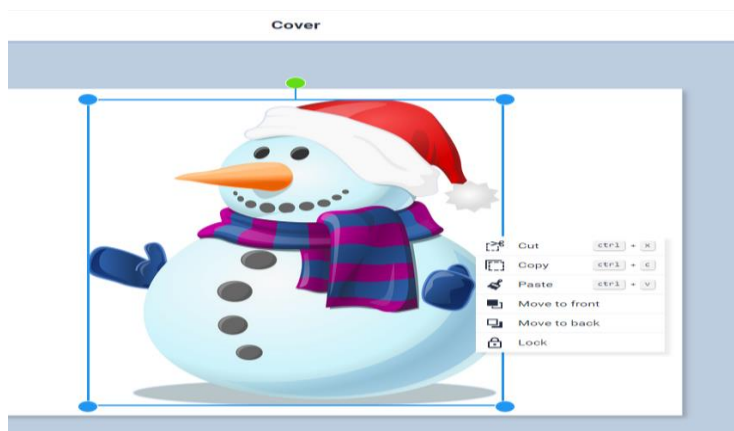 Cover
Cut ctrl + x
Copy ctrl + c
Paste ctrl + v
Move to front
Move to back
Lock